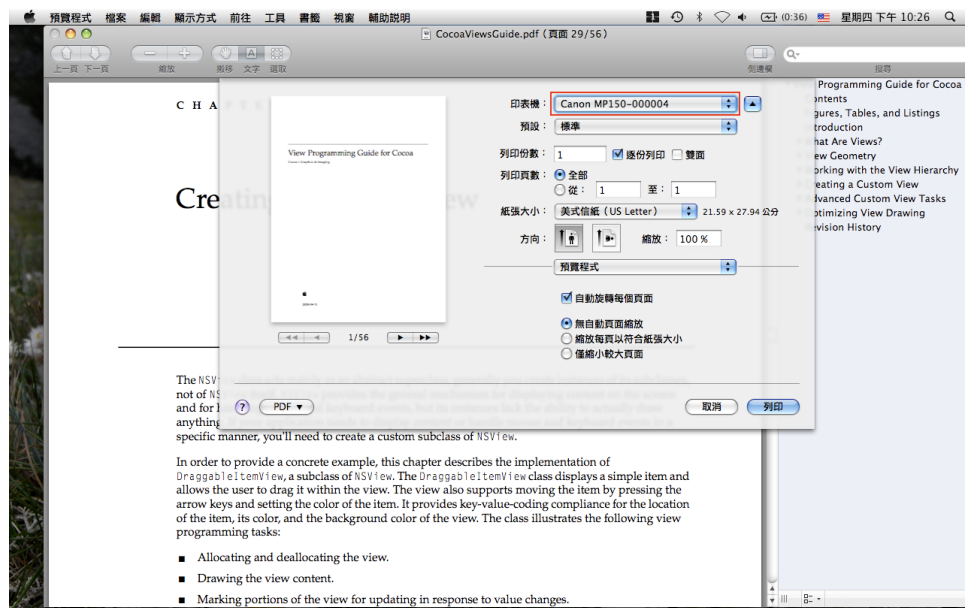 預覽程式 檔案 編輯 顯示方式 前往 工具 書籤 視窗 輔助說明 (0:36) 星期四 下午 10:26
CocoaViewsGuide.pdf（頁面 29/56）
上一頁 下一頁 縮放 搬移 文字 選取 側邊欄 搜尋
CHAPTE
Creating a Custom View
印表機： Canon MP150-000004
預設： 標準
列印份數： 1 逐份列印 雙面
列印頁數： 全部
從： 1 至： 1
紙張大小： 美式信紙（US Letter） 21.59 x 27.94 公分
方向： 縮放： 100 %
預覽程式
自動旋轉每個頁面
無自動頁面縮放
縮放每頁以符合紙張大小
僅縮小較大頁面
View Programming Guide for Cocoa
1/56
? PDF ▼ 取消 列印
Programming Guide for Cocoa
ontents
gures, Tables, and Listings
troduction
hat Are Views?
ew Geometry
orking with the View Hierarchy
eating a Custom View
dvanced Custom View Tasks
ptimizing View Drawing
evision History
The NSV
not of NS
and for
anything
specific manner, you'll need to create a custom subclass of NSView.
In order to provide a concrete example, this chapter describes the implementation of
DraggableItemView, a subclass of NSView. The DraggableItemView class displays a simple item and
allows the user to drag it within the view. The view also supports moving the item by pressing the
arrow keys and setting the color of the item. It provides key-value-coding compliance for the location
of the item, its color, and the background color of the view. The class illustrates the following view
programming tasks:
■ Allocating and deallocating the view.
■ Drawing the view content.
■ Marking portions of the view for updating in response to value changes.